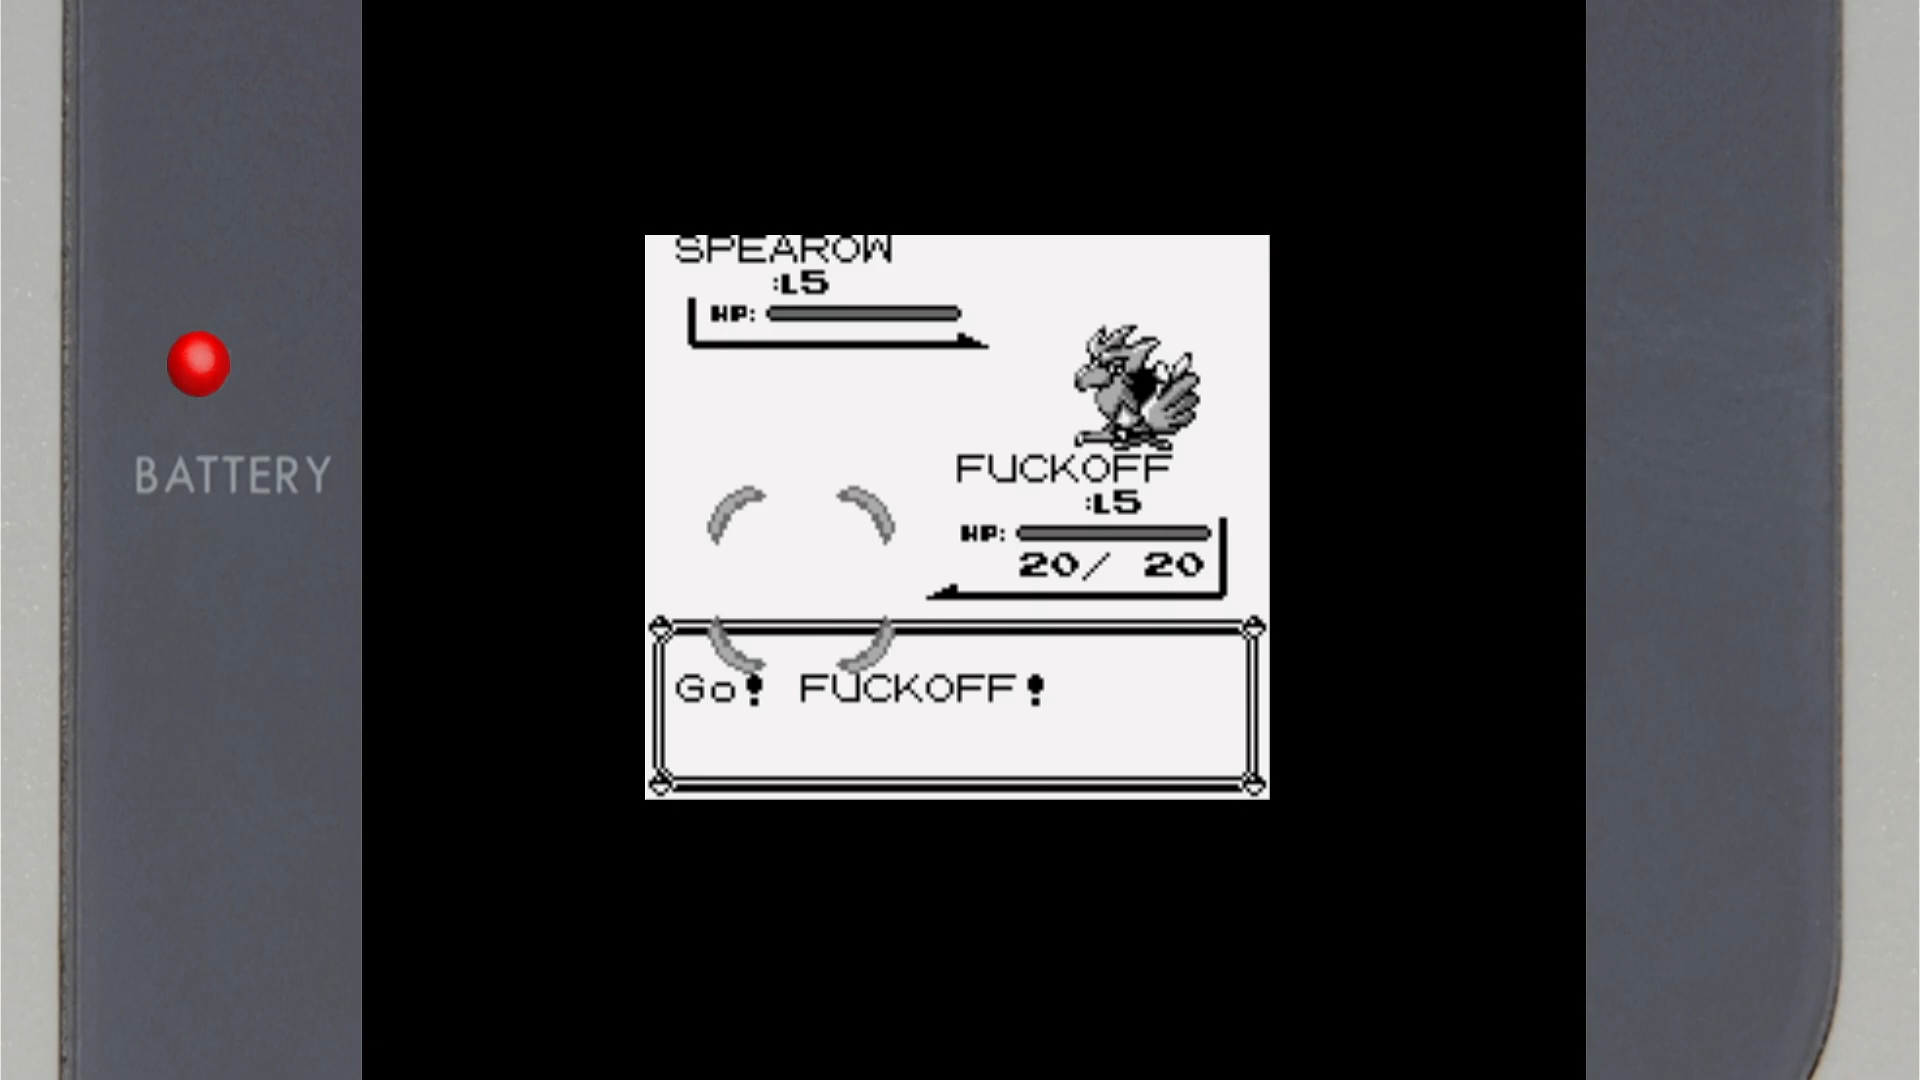 SPEAROW
:L5
HP:
BATTERY
FUCKOFF
:L5
HP:
20/ 20
Go! FUCKOFF!